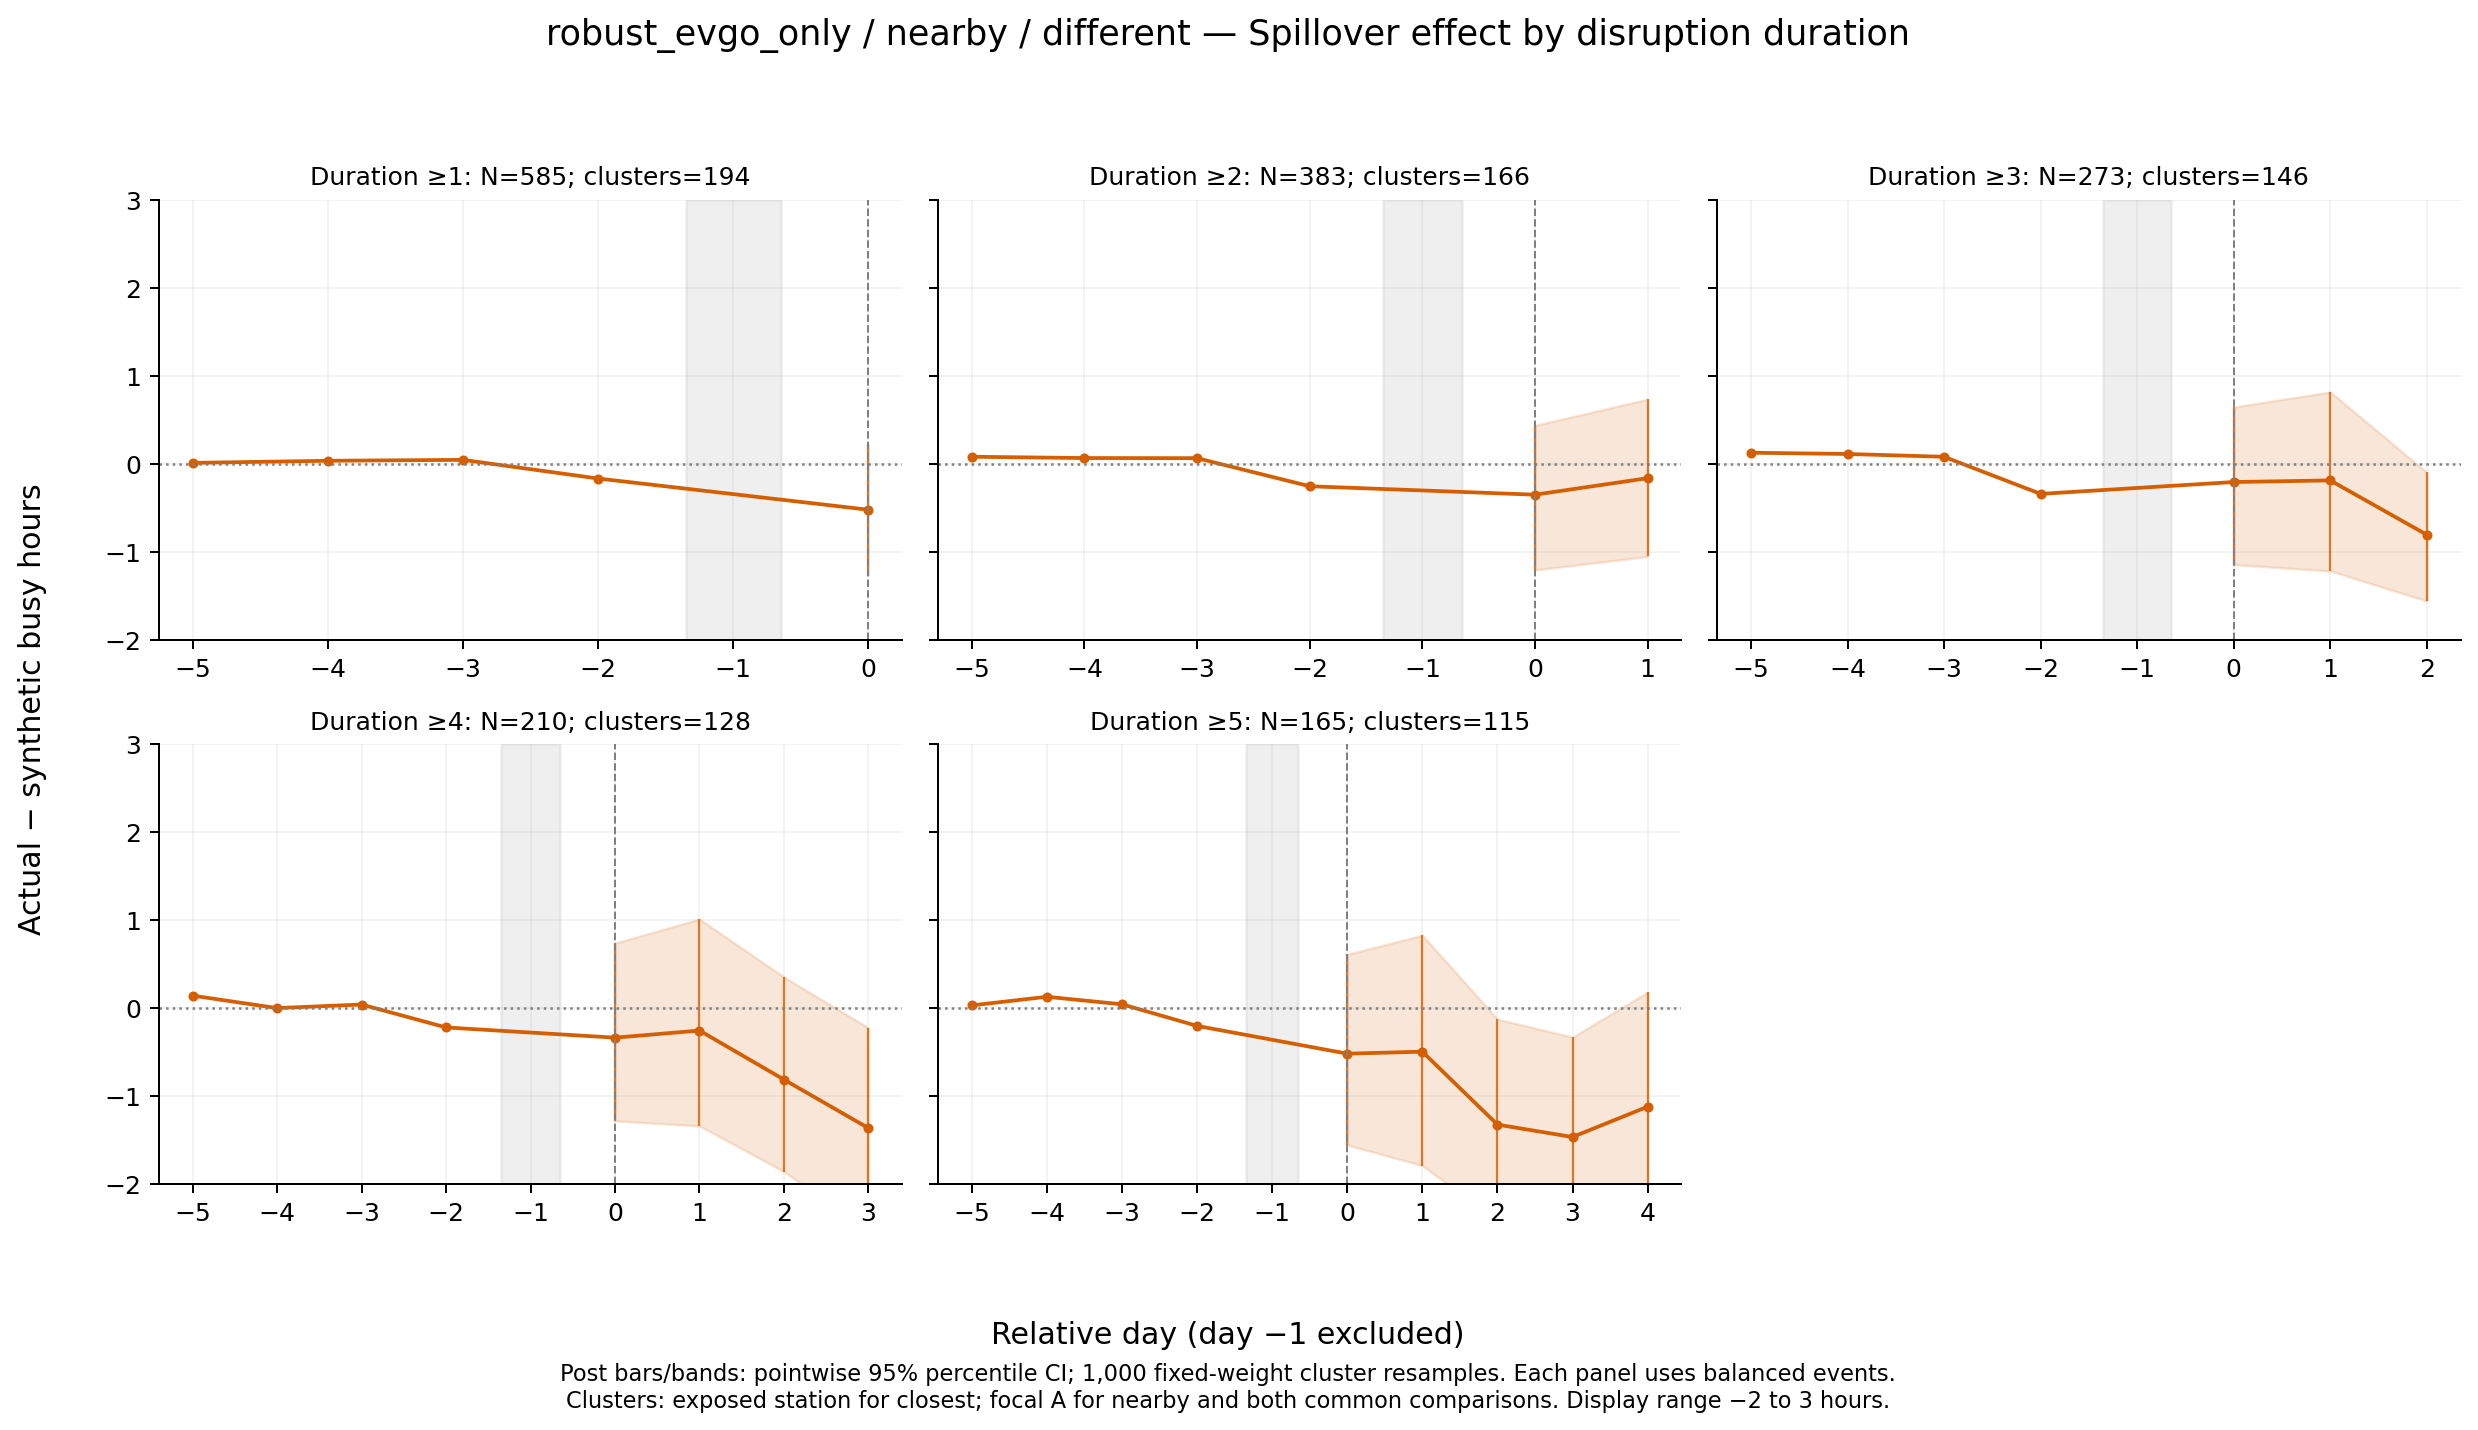 robust_evgo_only / nearby / different — Spillover effect by disruption duration
Actual − synthetic busy hours
Duration ≥1: N=585; clusters=194
3
2
1
0
−1
−2
−5 −4 −3 −2 −1 0
Duration ≥2: N=383; clusters=166
−5 −4 −3 −2 −1 0 1
Duration ≥3: N=273; clusters=146
−5 −4 −3 −2 −1 0 1 2
Duration ≥4: N=210; clusters=128
3
2
1
0
−1
−2
−5 −4 −3 −2 −1 0 1 2 3
Duration ≥5: N=165; clusters=115
−5 −4 −3 −2 −1 0 1 2 3 4
Relative day (day −1 excluded)
Post bars/bands: pointwise 95% percentile CI; 1,000 fixed-weight cluster resamples. Each panel uses balanced events.
Clusters: exposed station for closest; focal A for nearby and both common comparisons. Display range −2 to 3 hours.